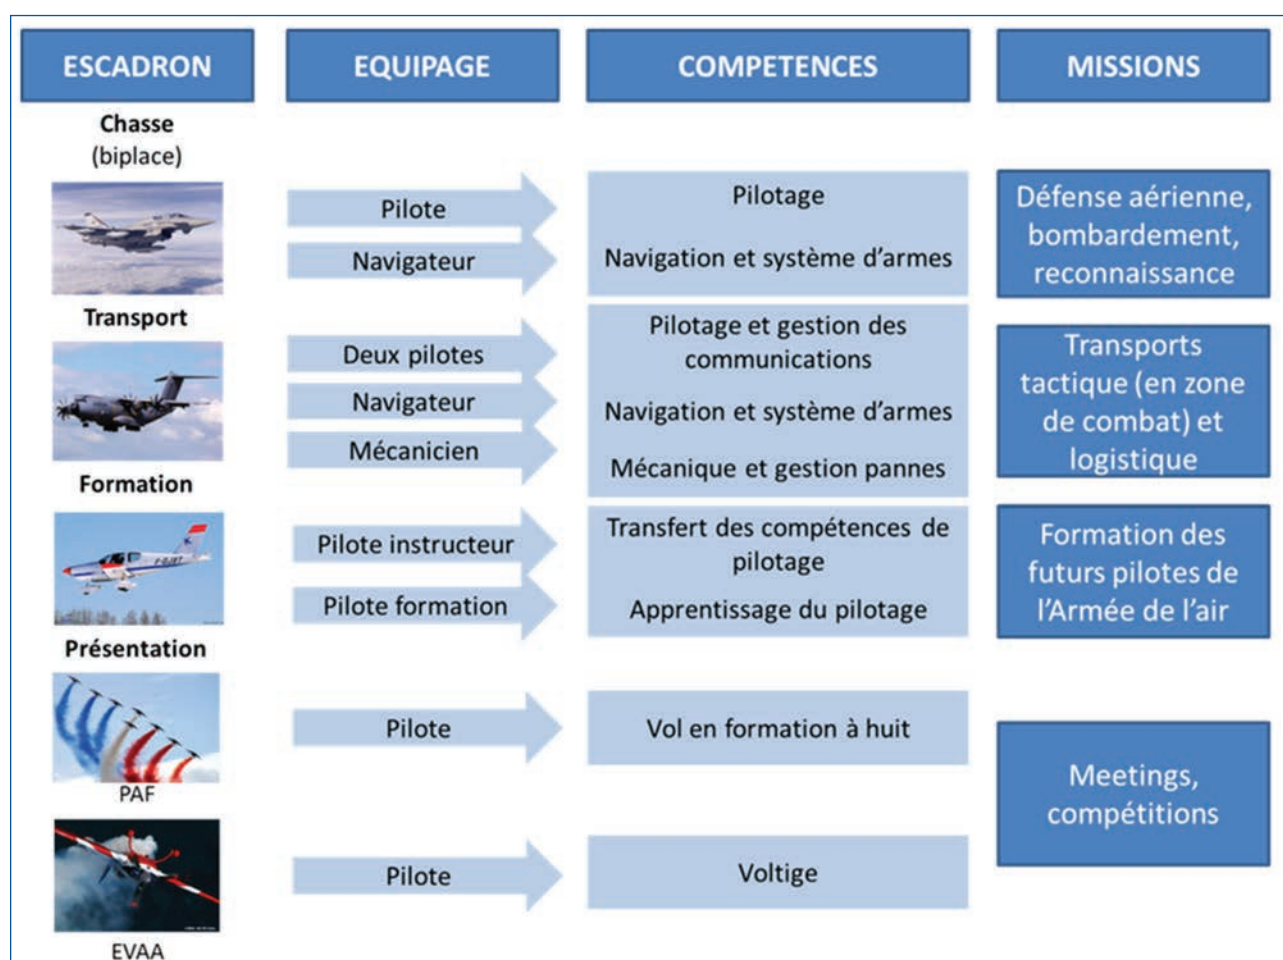 ESCADRON
EQUIPAGE
COMPETENCES
MISSIONS
Chasse
(biplace)
Pilote
Navigateur
Pilotage
Navigation et système d'armes
Défense aérienne,
bombardement,
reconnaissance
Transport
Deux pilotes
Navigateur
Mécanicien
Pilotage et gestion des
communications
Navigation et système d'armes
Mécanique et gestion pannes
Transports
tactique (en zone
de combat) et
logistique
Formation
Pilote instructeur
Pilote formation
Transfert des compétences de
pilotage
Apprentissage du pilotage
Formation des
futurs pilotes de
l'Armée de l'air
Présentation
PAF
Pilote
Vol en formation à huit
Meetings,
compétitions
EVAA
Pilote
Voltige